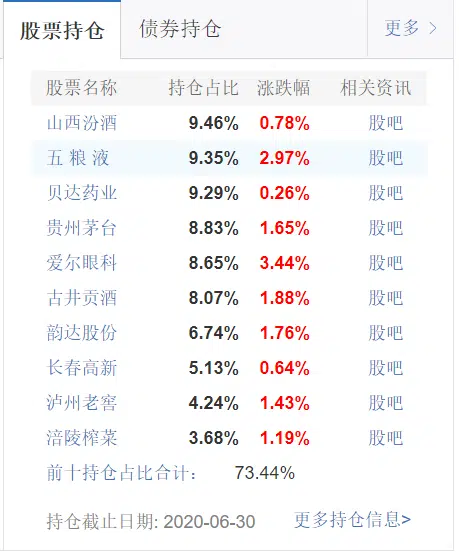 股票持仓 债券持仓 更多 >
股票名称 持仓占比 涨跌幅 相关资讯
山西汾酒 9.46% 0.78% 股吧
五 粮 液 9.35% 2.97% 股吧
贝达药业 9.29% 0.26% 股吧
贵州茅台 8.83% 1.65% 股吧
爱尔眼科 8.65% 3.44% 股吧
古井贡酒 8.07% 1.88% 股吧
韵达股份 6.74% 1.76% 股吧
长春高新 5.13% 0.64% 股吧
泸州老窖 4.24% 1.43% 股吧
涪陵榨菜 3.68% 1.19% 股吧
前十持仓占比合计: 73.44%
持仓截止日期: 2020-06-30 更多持仓信息>